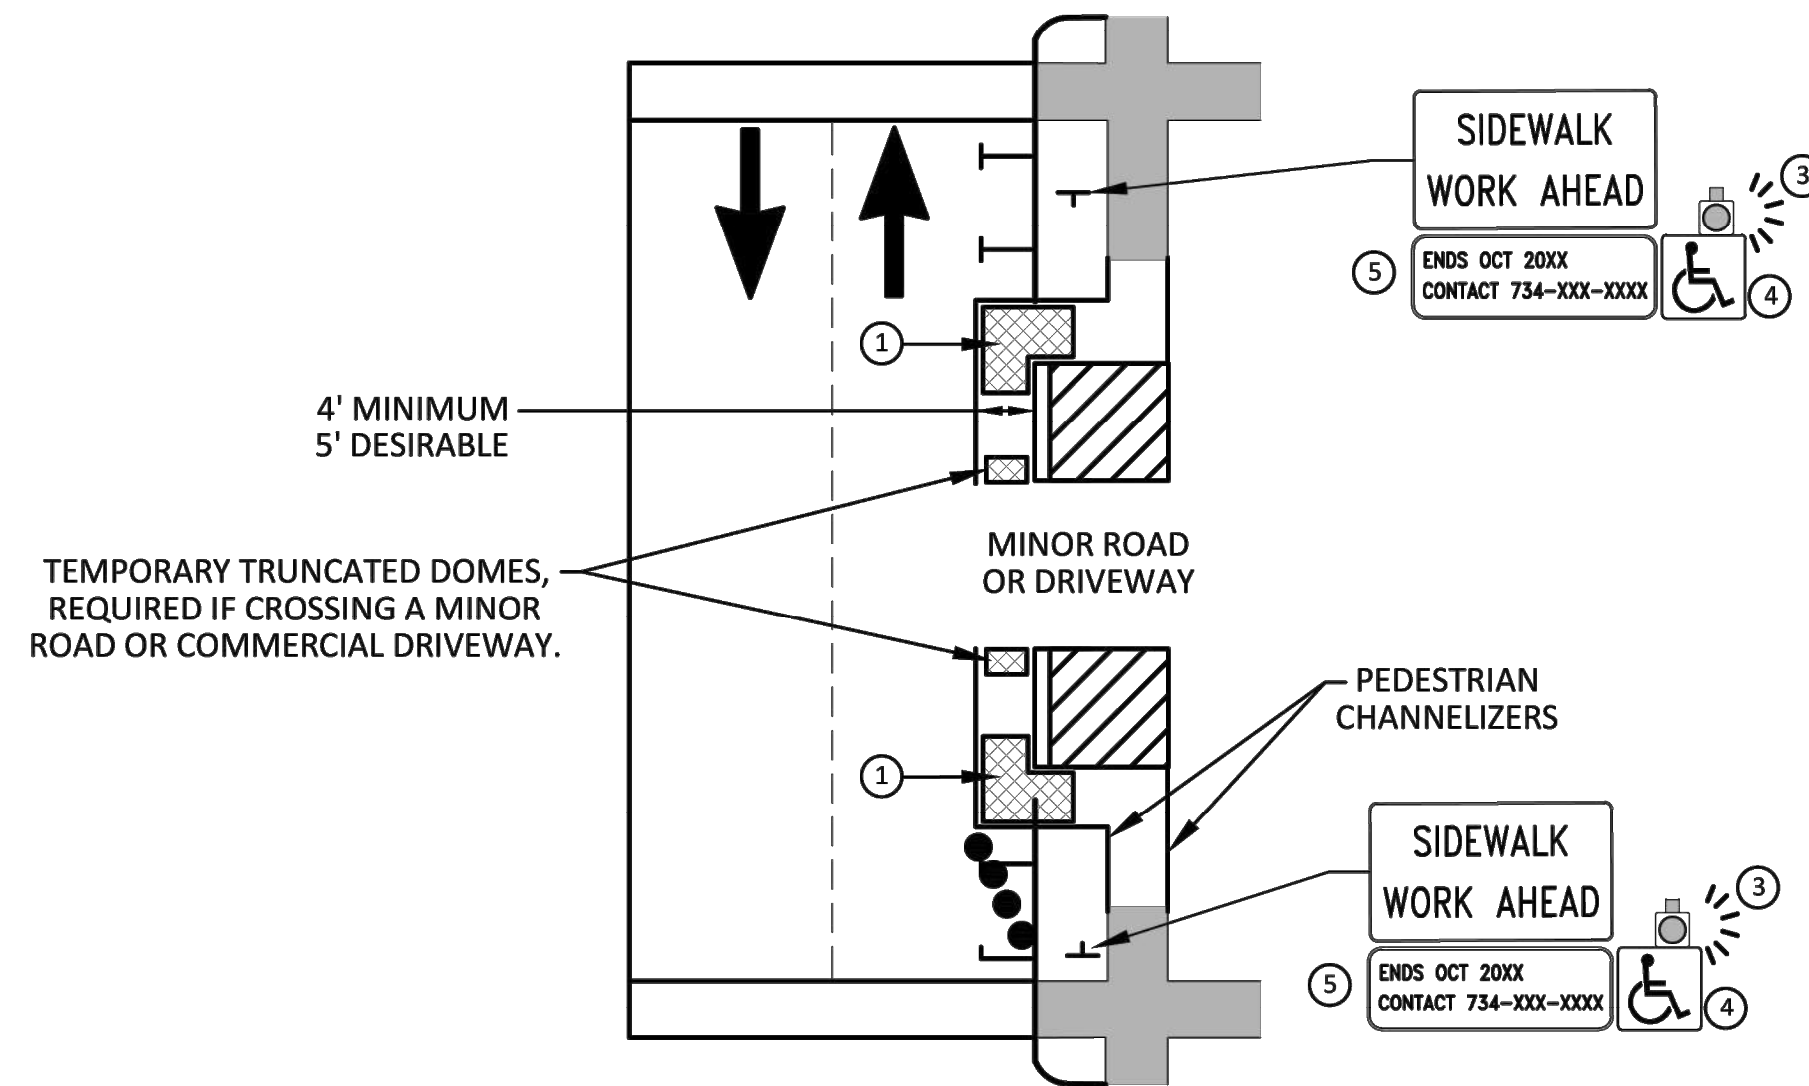 SIDEWALK
WORK AHEAD
3
5
ENDS OCT 20XX
CONTACT 734-XXX-XXXX
4
1
4' MINIMUM
5' DESIRABLE
MINOR ROAD
OR DRIVEWAY
TEMPORARY TRUNCATED DOMES,
REQUIRED IF CROSSING A MINOR
ROAD OR COMMERCIAL DRIVEWAY.
PEDESTRIAN
CHANNELIZERS
1
SIDEWALK
WORK AHEAD
3
5
ENDS OCT 20XX
CONTACT 734-XXX-XXXX
4